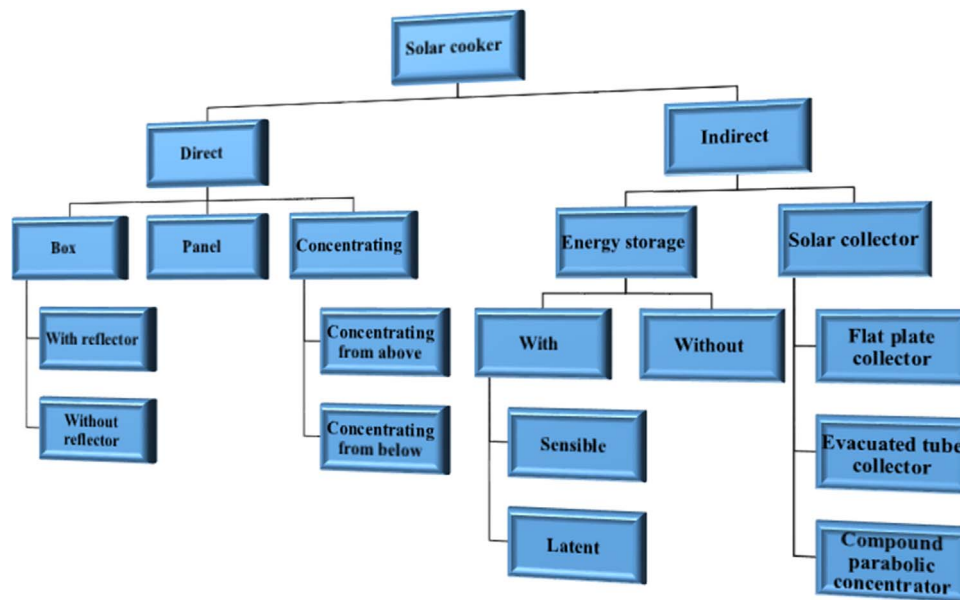 Solar cooker
Direct
Indirect
Box
Panel
Concentrating
Energy storage
Solar collector
With reflector
Without
reflector
Concentrating
from above
Concentrating
from below
With
Without
Sensible
Latent
Flat plate
collector
Evacuated tube
collector
Compound
parabolic
concentrator